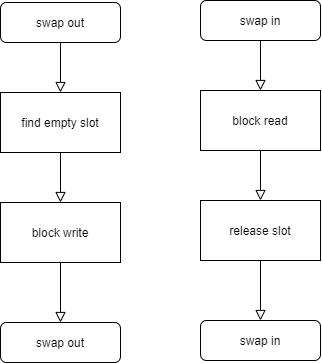 swap out
find empty slot
block write
swap out
swap in
block read
release slot
swap in